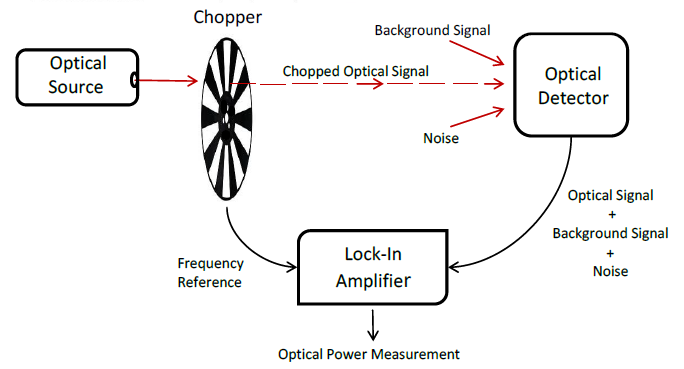 Chopper
Optical
Source
Background Signal
Chopped Optical Signal
Optical
Detector
Noise
Optical Signal
+
Background Signal
+
Noise
Frequency
Reference
Lock-In
Amplifier
Optical Power Measurement